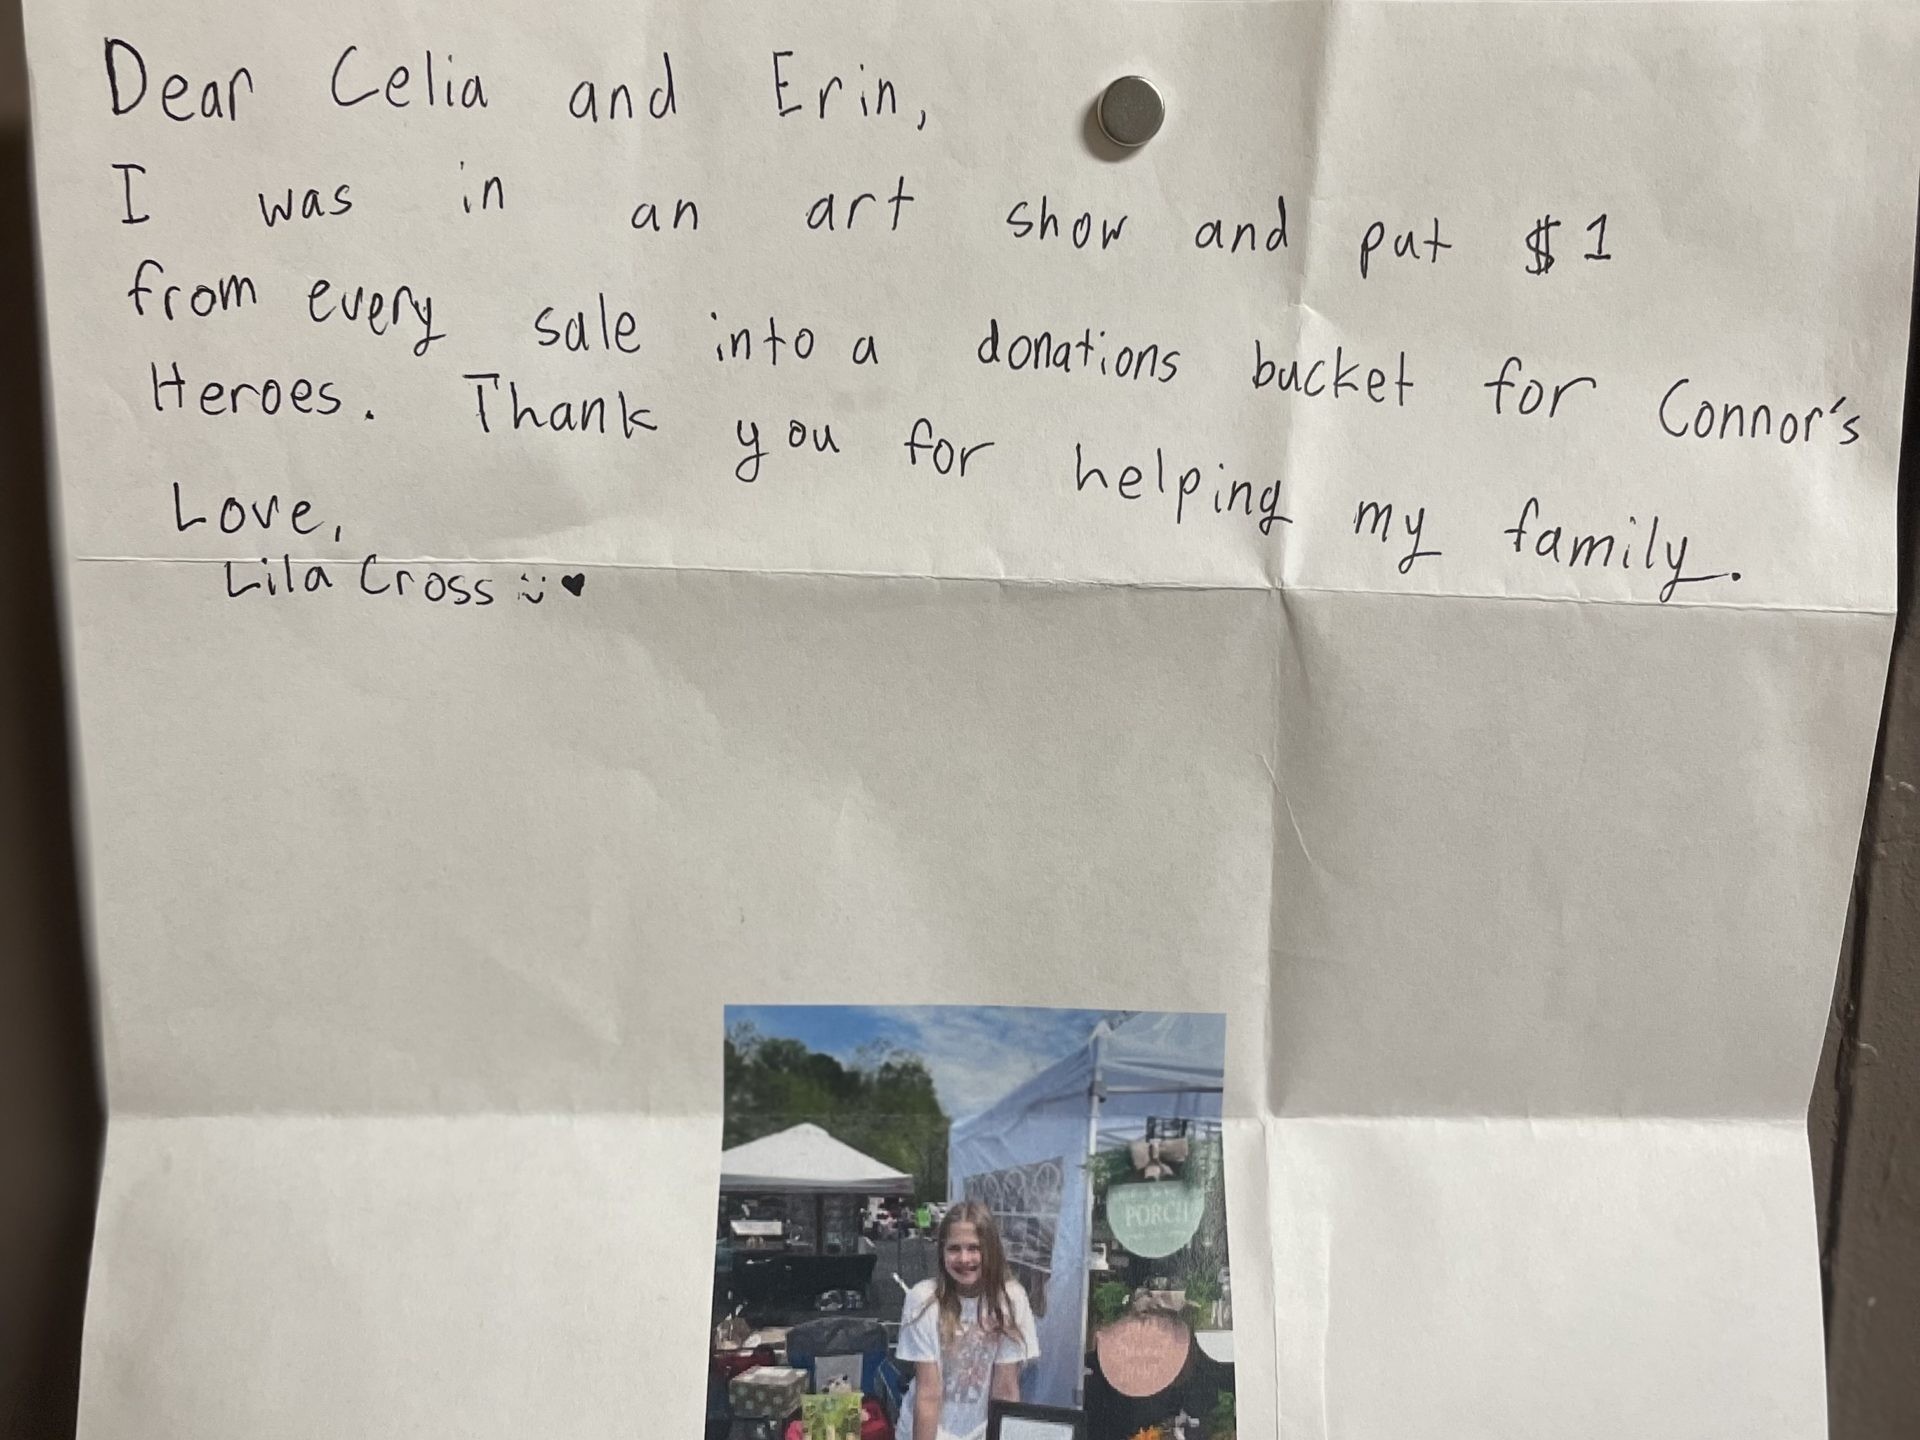 Dear Celia and Erin,
I was in an art show and put $1
from every sale into a donations bucket for Connor's
Heroes. Thank you for helping my family.
Love,
Lila Cross
PORCH